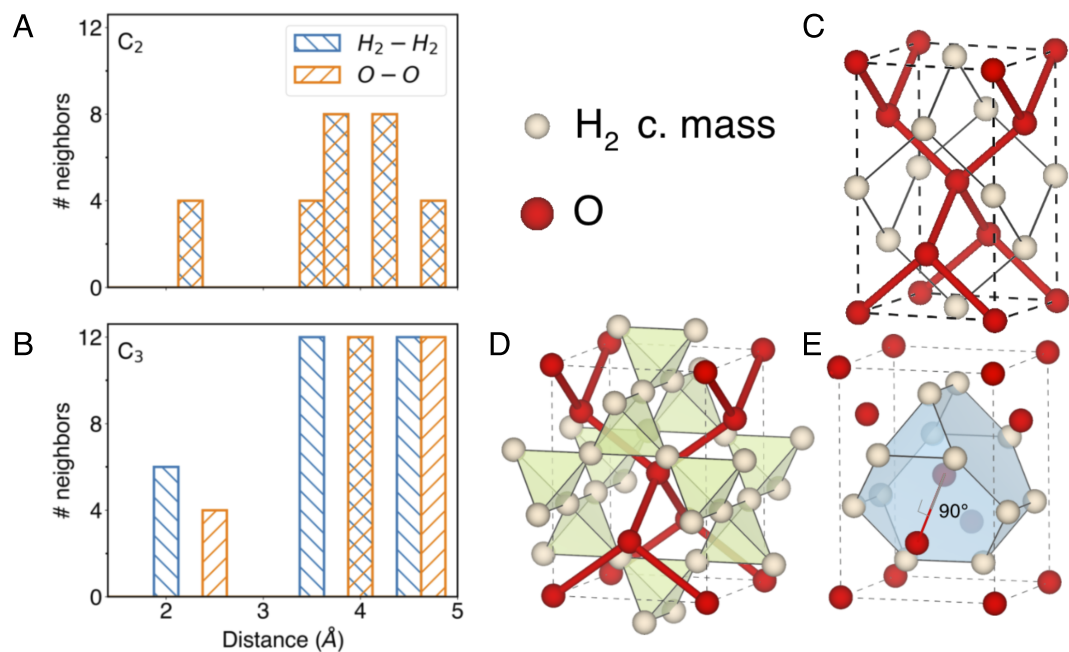 A
12
8
4
0
# neighbors
C₂
H₂ − H₂
O − O
B
12
8
4
0
# neighbors
C₃
2
3
4
5
Distance (Å)
H₂ c. mass
O
C
D
E
90°